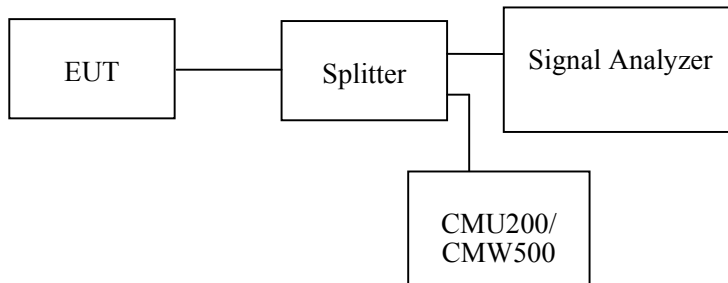 EUT
Splitter
Signal Analyzer
CMU200/
CMW500